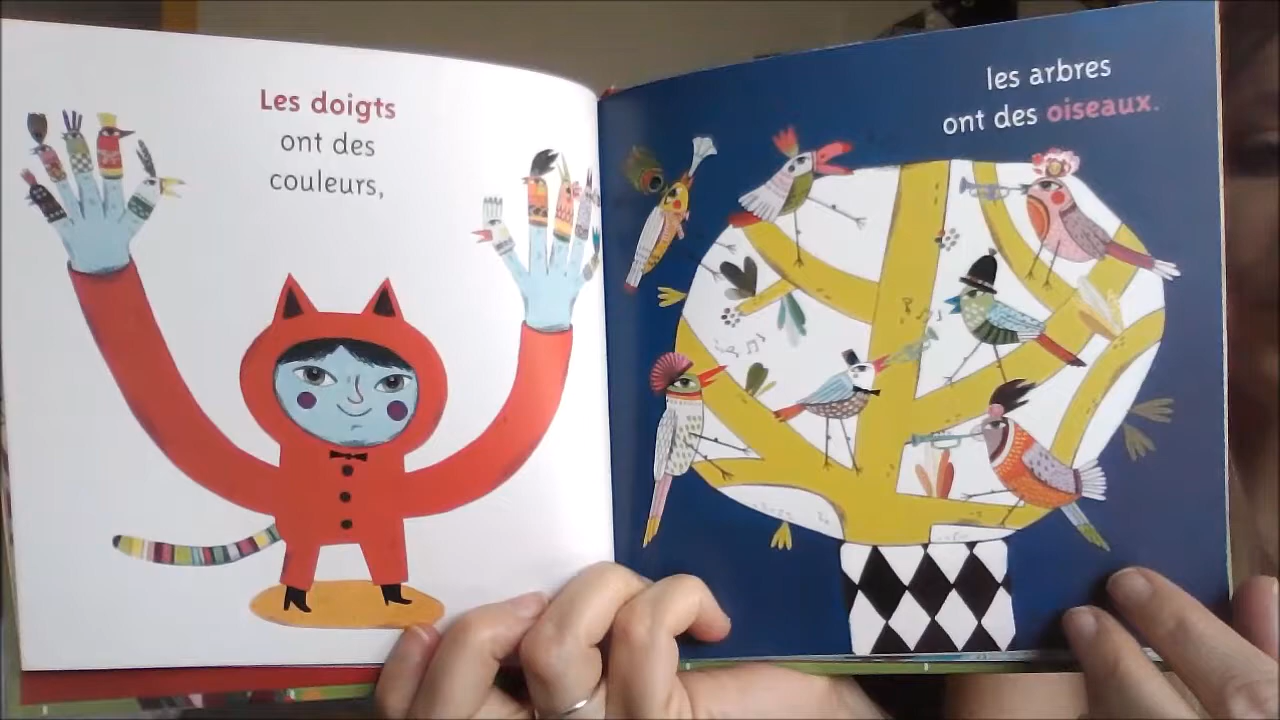 Les doigts
ont des
couleurs,
les arbres
ont des oiseaux.